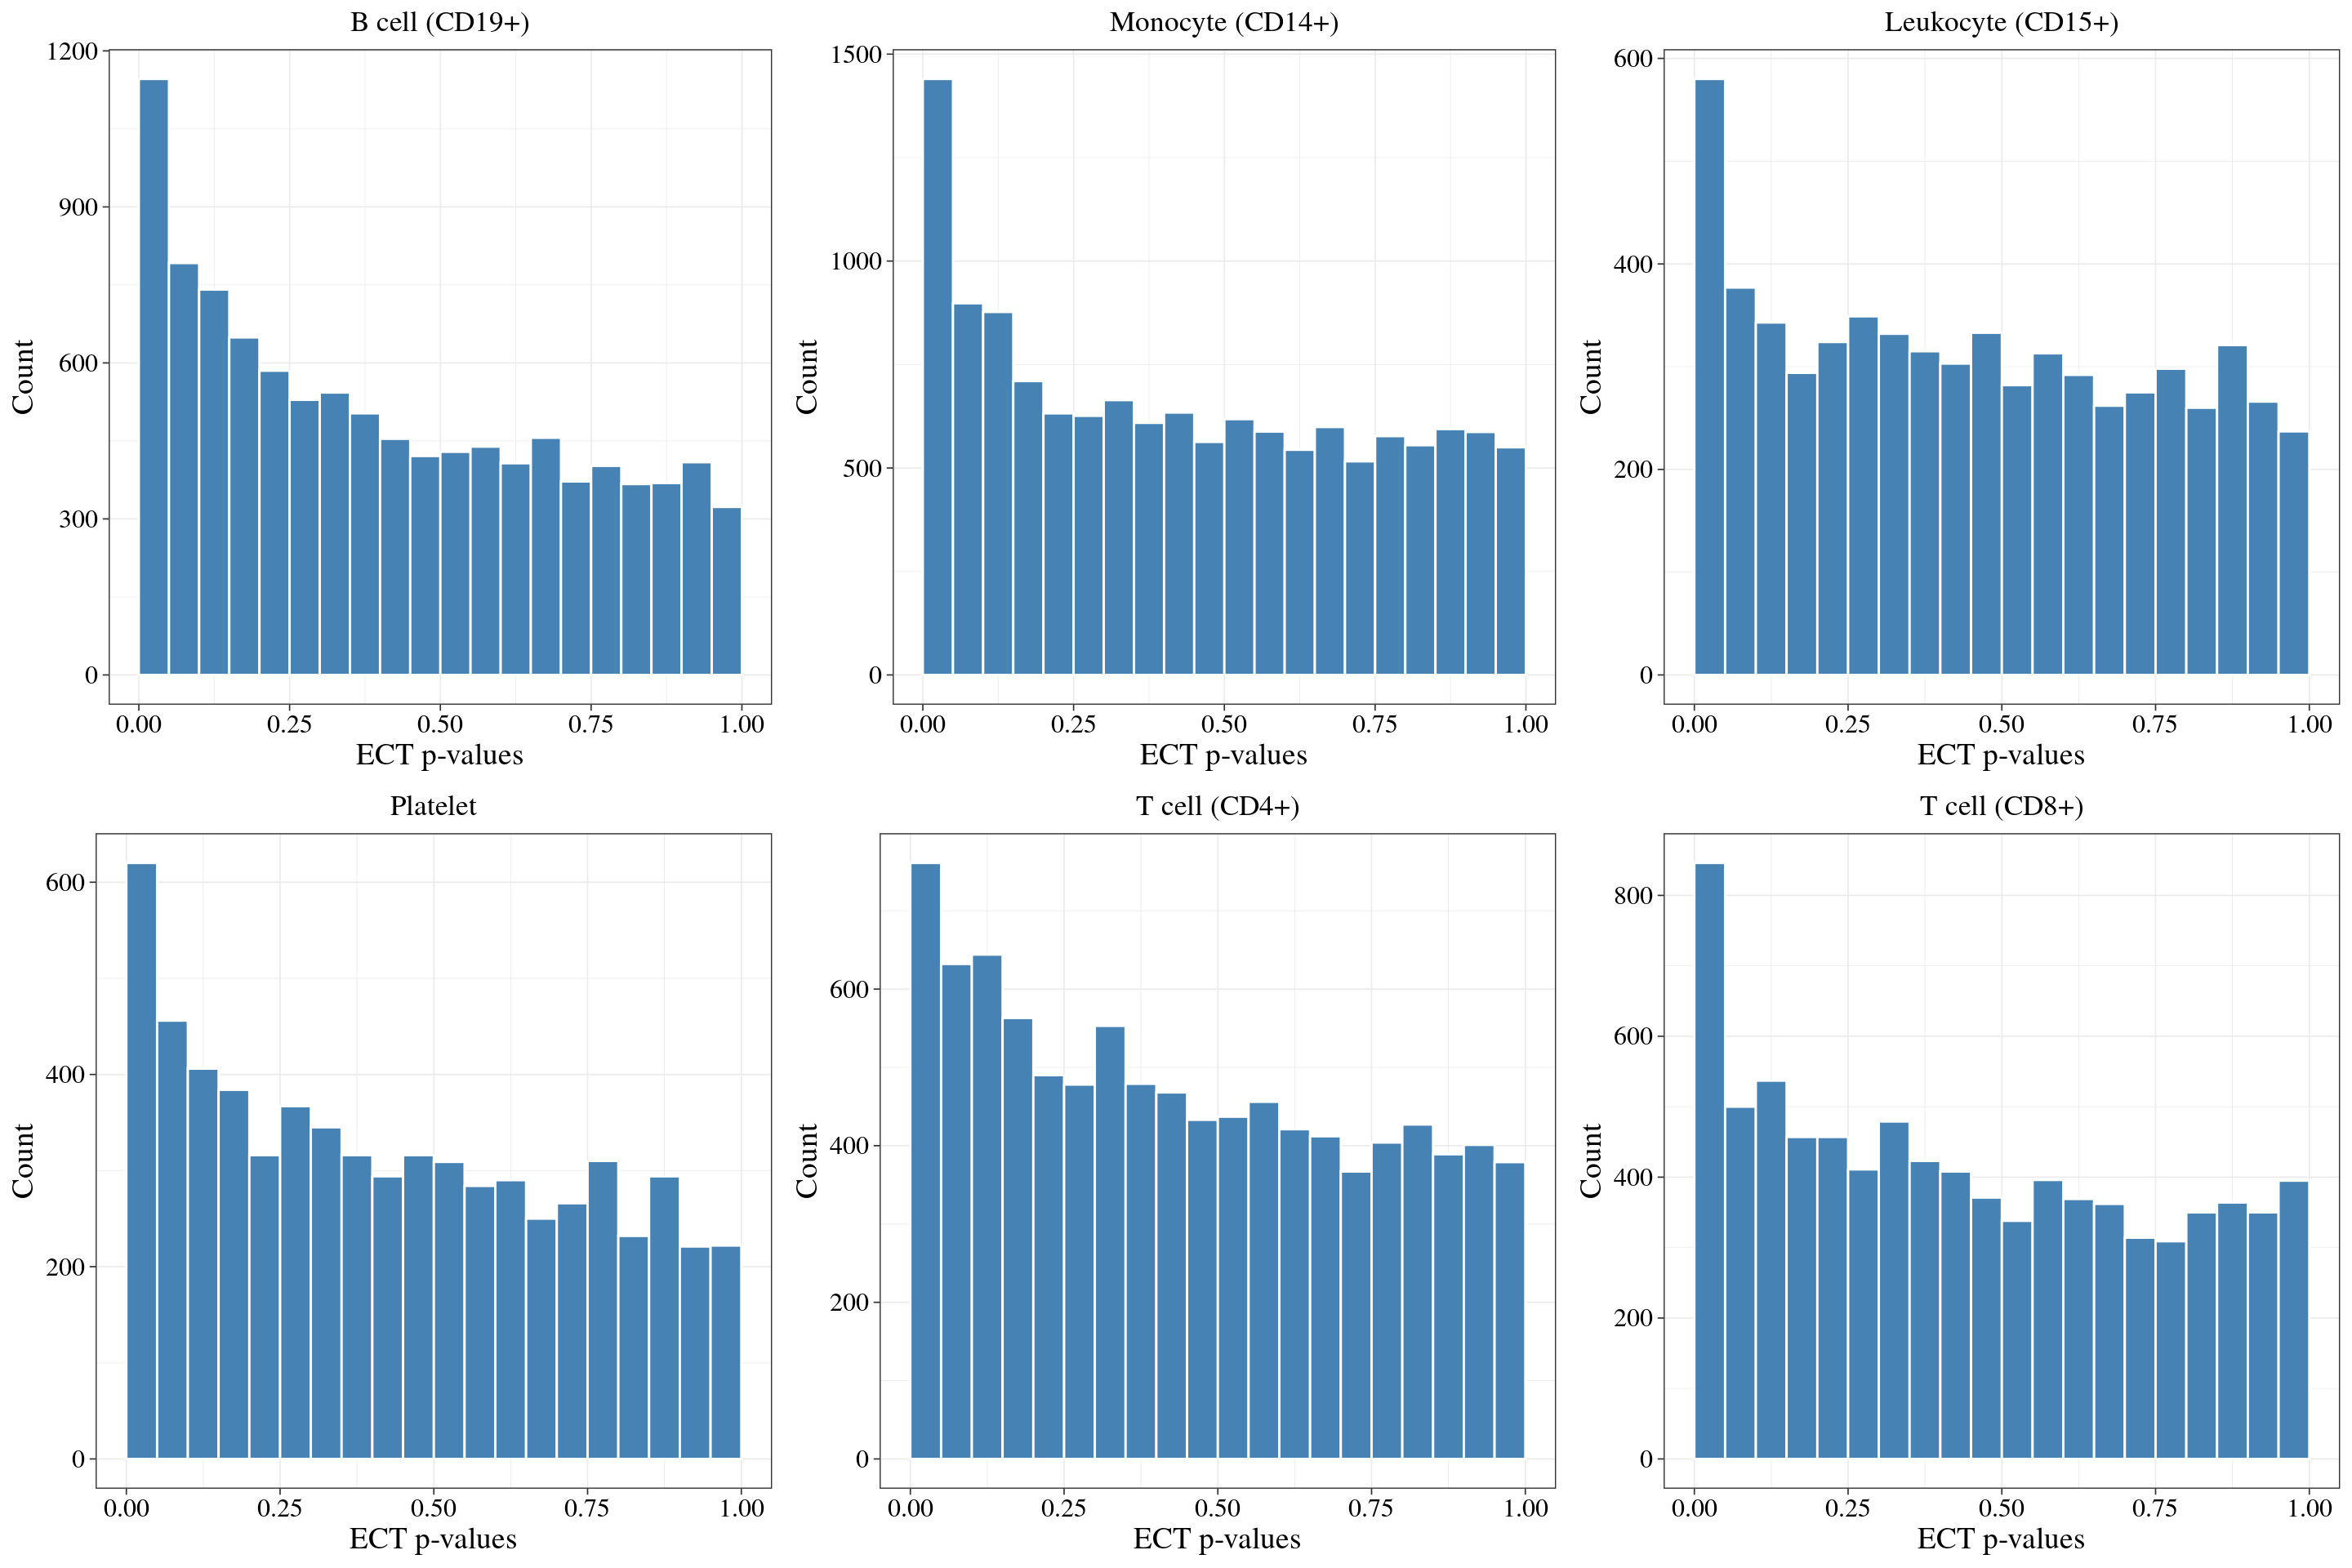 B cell (CD19+)
1200
900
600
300
0
Count
0.00 0.25 0.50 0.75 1.00
ECT p-values
Monocyte (CD14+)
1500
1000
500
0
Count
0.00 0.25 0.50 0.75 1.00
ECT p-values
Leukocyte (CD15+)
600
400
200
0
Count
0.00 0.25 0.50 0.75 1.00
ECT p-values
Platelet
600
400
200
0
Count
0.00 0.25 0.50 0.75 1.00
ECT p-values
T cell (CD4+)
600
400
200
0
Count
0.00 0.25 0.50 0.75 1.00
ECT p-values
T cell (CD8+)
800
600
400
200
0
Count
0.00 0.25 0.50 0.75 1.00
ECT p-values